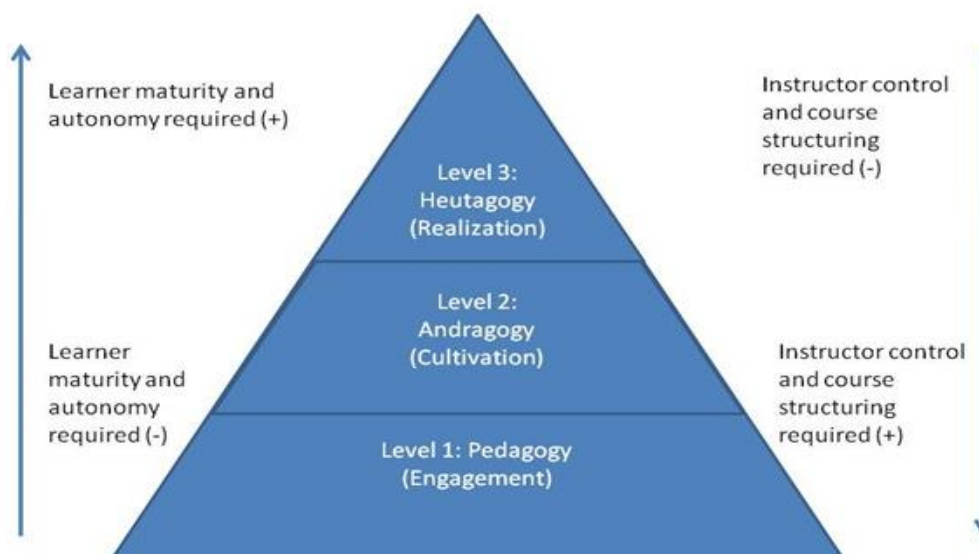 Learner maturity and
autonomy required (+)
Instructor control
and course
structuring
required (-)
Level 3:
Heutagogy
(Realization)
Level 2:
Andragogy
(Cultivation)
Learner
maturity and
autonomy
required (-)
Instructor control
and course
structuring
required (+)
Level 1: Pedagogy
(Engagement)